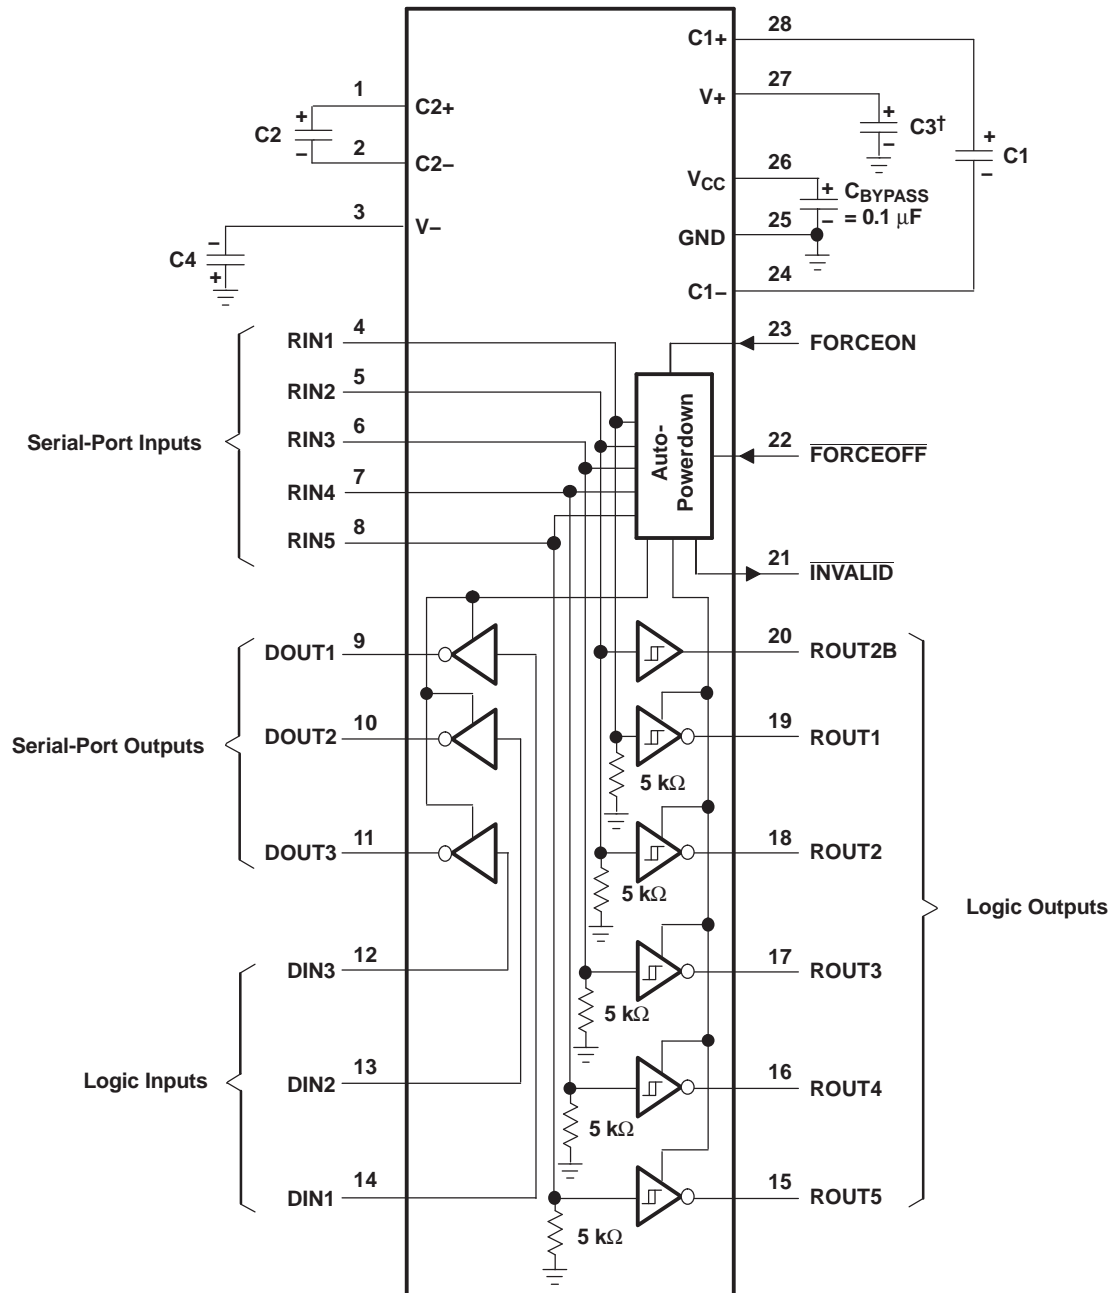 28
C1+
27
V+
+
C3†
–
+
C1
–
1
C2+
+
C2
–
2
C2–
26
VCC
+
CBYPASS
= 0.1 µF
–
25
GND
3
V–
–
C4
+
24
C1–
Serial-Port Inputs
RIN1
4
RIN2
5
RIN3
6
RIN4
7
RIN5
8
23
FORCEON
Auto-
Powerdown
22
FORCEOFF
21
INVALID
Serial-Port Outputs
DOUT1
9
DOUT2
10
DOUT3
11
20
ROUT2B
19
ROUT1
5 kΩ
18
ROUT2
5 kΩ
Logic Outputs
17
ROUT3
5 kΩ
16
ROUT4
5 kΩ
15
ROUT5
5 kΩ
Logic Inputs
DIN3
12
DIN2
13
DIN1
14